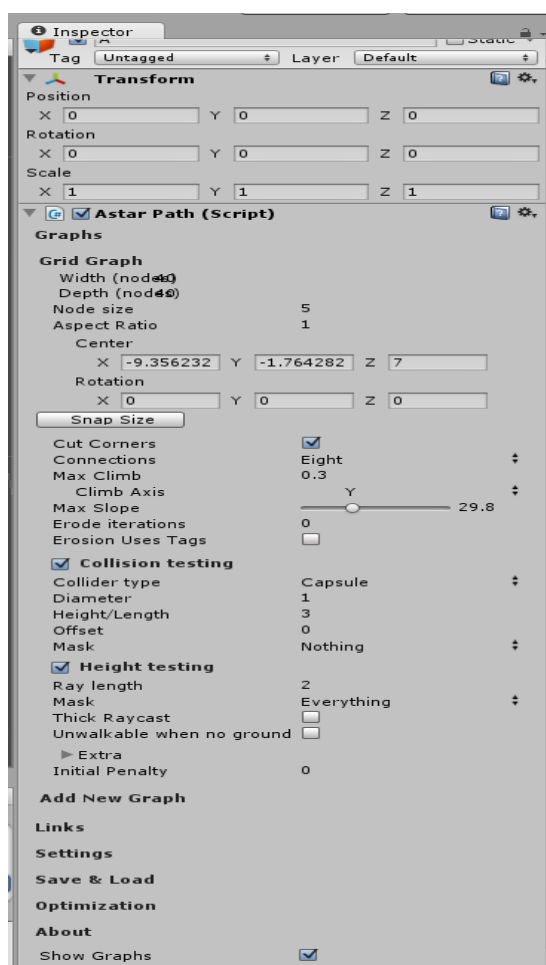 Inspector
A Static
Tag Untagged Layer Default
Transform
Position
X 0 Y 0 Z 0
Rotation
X 0 Y 0 Z 0
Scale
X 1 Y 1 Z 1
Astar Path (Script)
Graphs
Grid Graph
Width (nodes) 40
Depth (nodes) 40
Node size 5
Aspect Ratio 1
Center
X -9.356232 Y -1.764282 Z 7
Rotation
X 0 Y 0 Z 0
Snap Size
Cut Corners
Connections Eight
Max Climb 0.3
Climb Axis Y
Max Slope 29.8
Erode iterations 0
Erosion Uses Tags
Collision testing
Collider type Capsule
Diameter 1
Height/Length 3
Offset 0
Mask Nothing
Height testing
Ray length 2
Mask Everything
Thick Raycast
Unwalkable when no ground
Extra
Initial Penalty 0
Add New Graph
Links
Settings
Save & Load
Optimization
About
Show Graphs